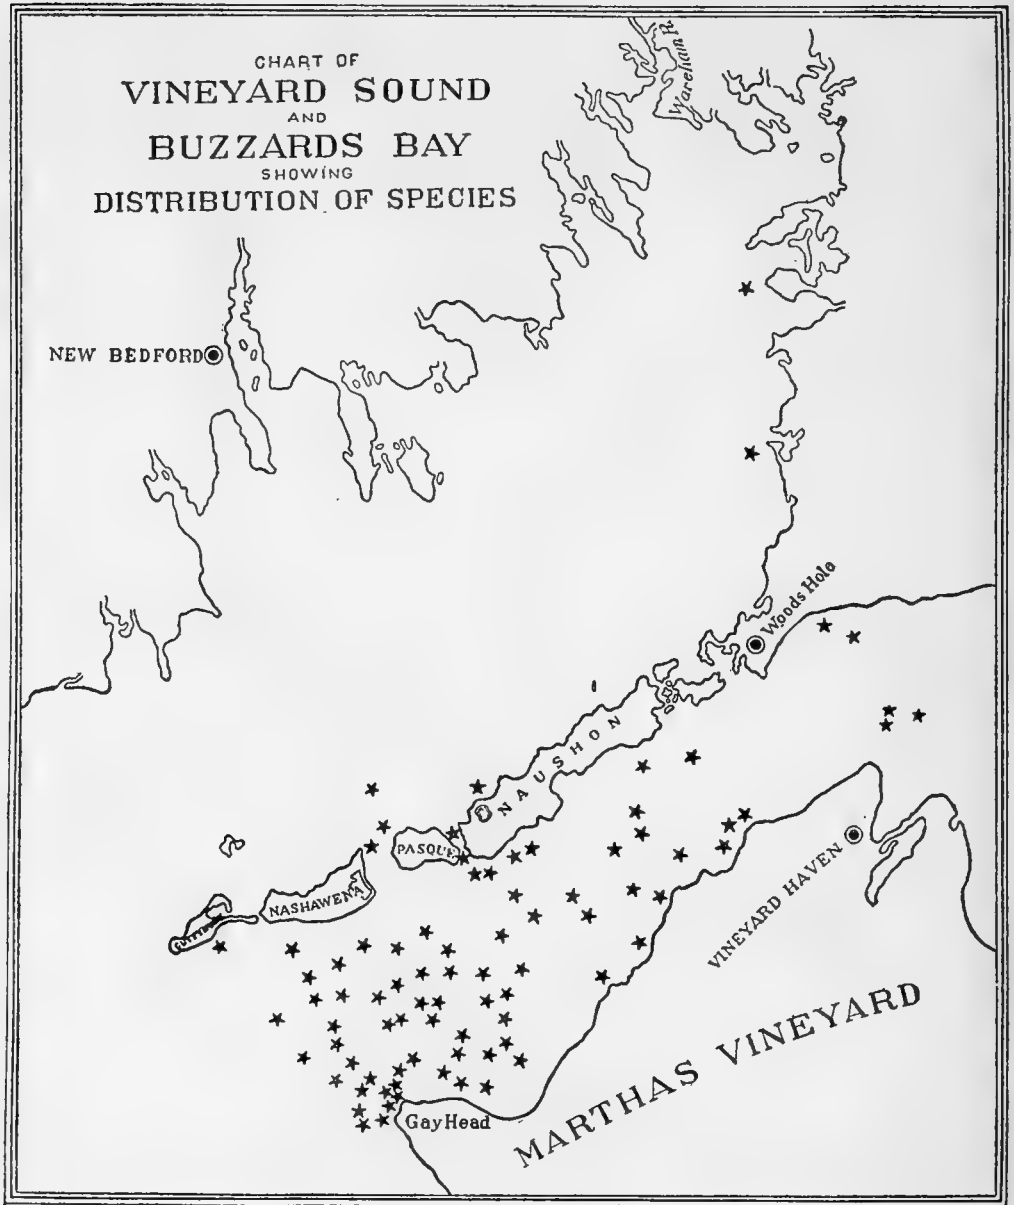 CHART OF
VINEYARD SOUND
AND
BUZZARDS BAY
SHOWING
DISTRIBUTION OF SPECIES
Wareham R.
NEW BEDFORD
Woods Hole
NAUSHON
PASQUE
NASHAWENA
VINEYARD HAVEN
MARTHAS VINEYARD
Gay Head